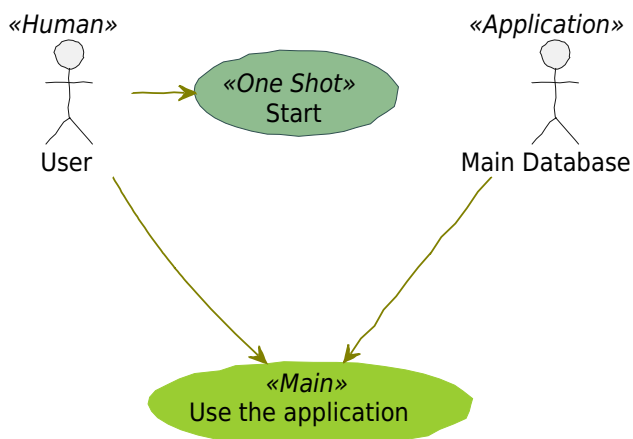 «Human»
User
«One Shot»
Start
«Application»
Main Database
«Main»
Use the application